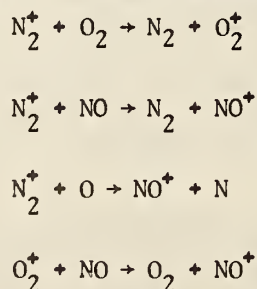 N₂⁺ + O₂ → N₂ + O₂⁺
N₂⁺ + NO → N₂ + NO⁺
N₂⁺ + O → NO⁺ + N
O₂⁺ + NO → O₂ + NO⁺